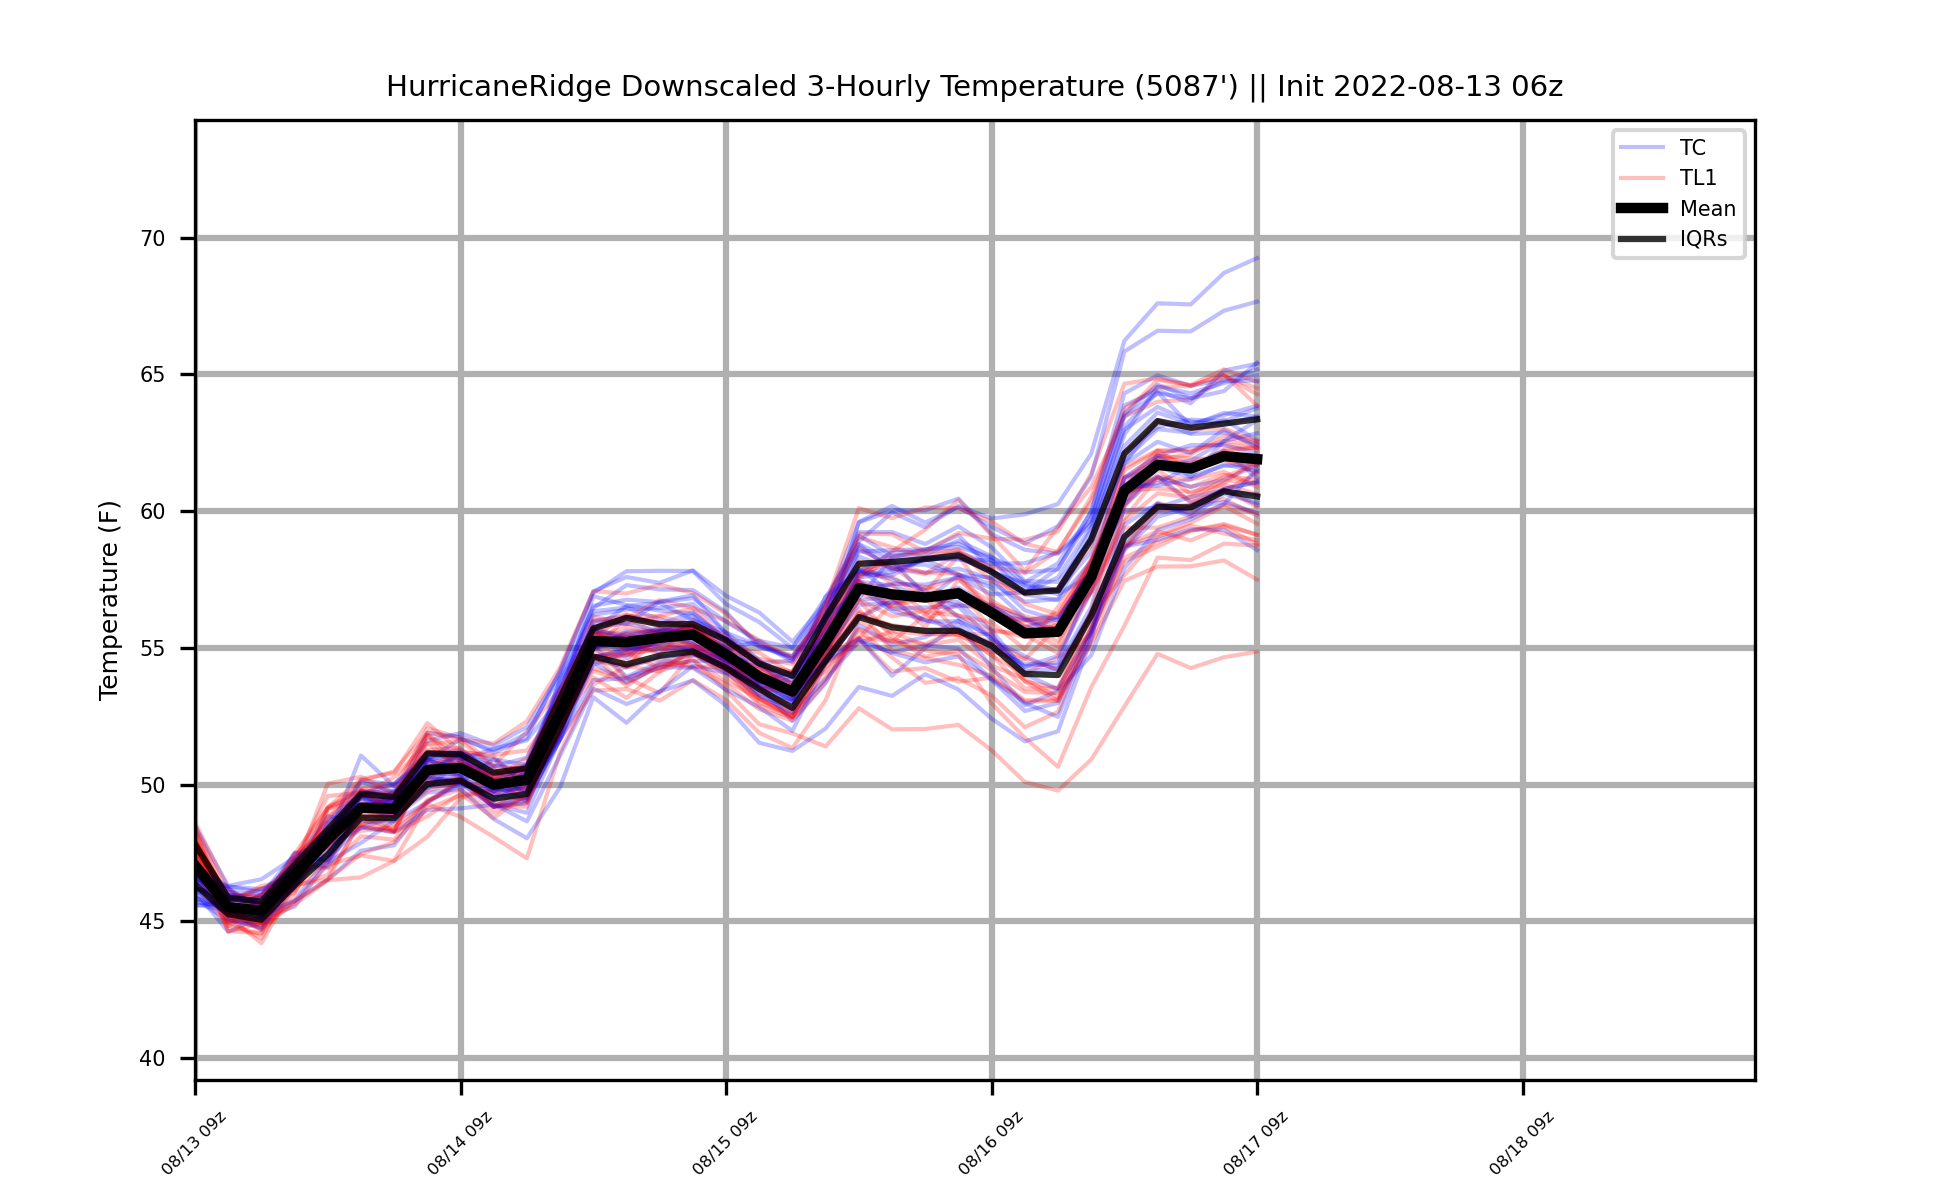 HurricaneRidge Downscaled 3-Hourly Temperature (5087') || Init 2022-08-13 06z
TC
TL1
Mean
IQRs
Temperature (F)
70
65
60
55
50
45
40
08/13 09z
08/14 09z
08/15 09z
08/16 09z
08/17 09z
08/18 09z